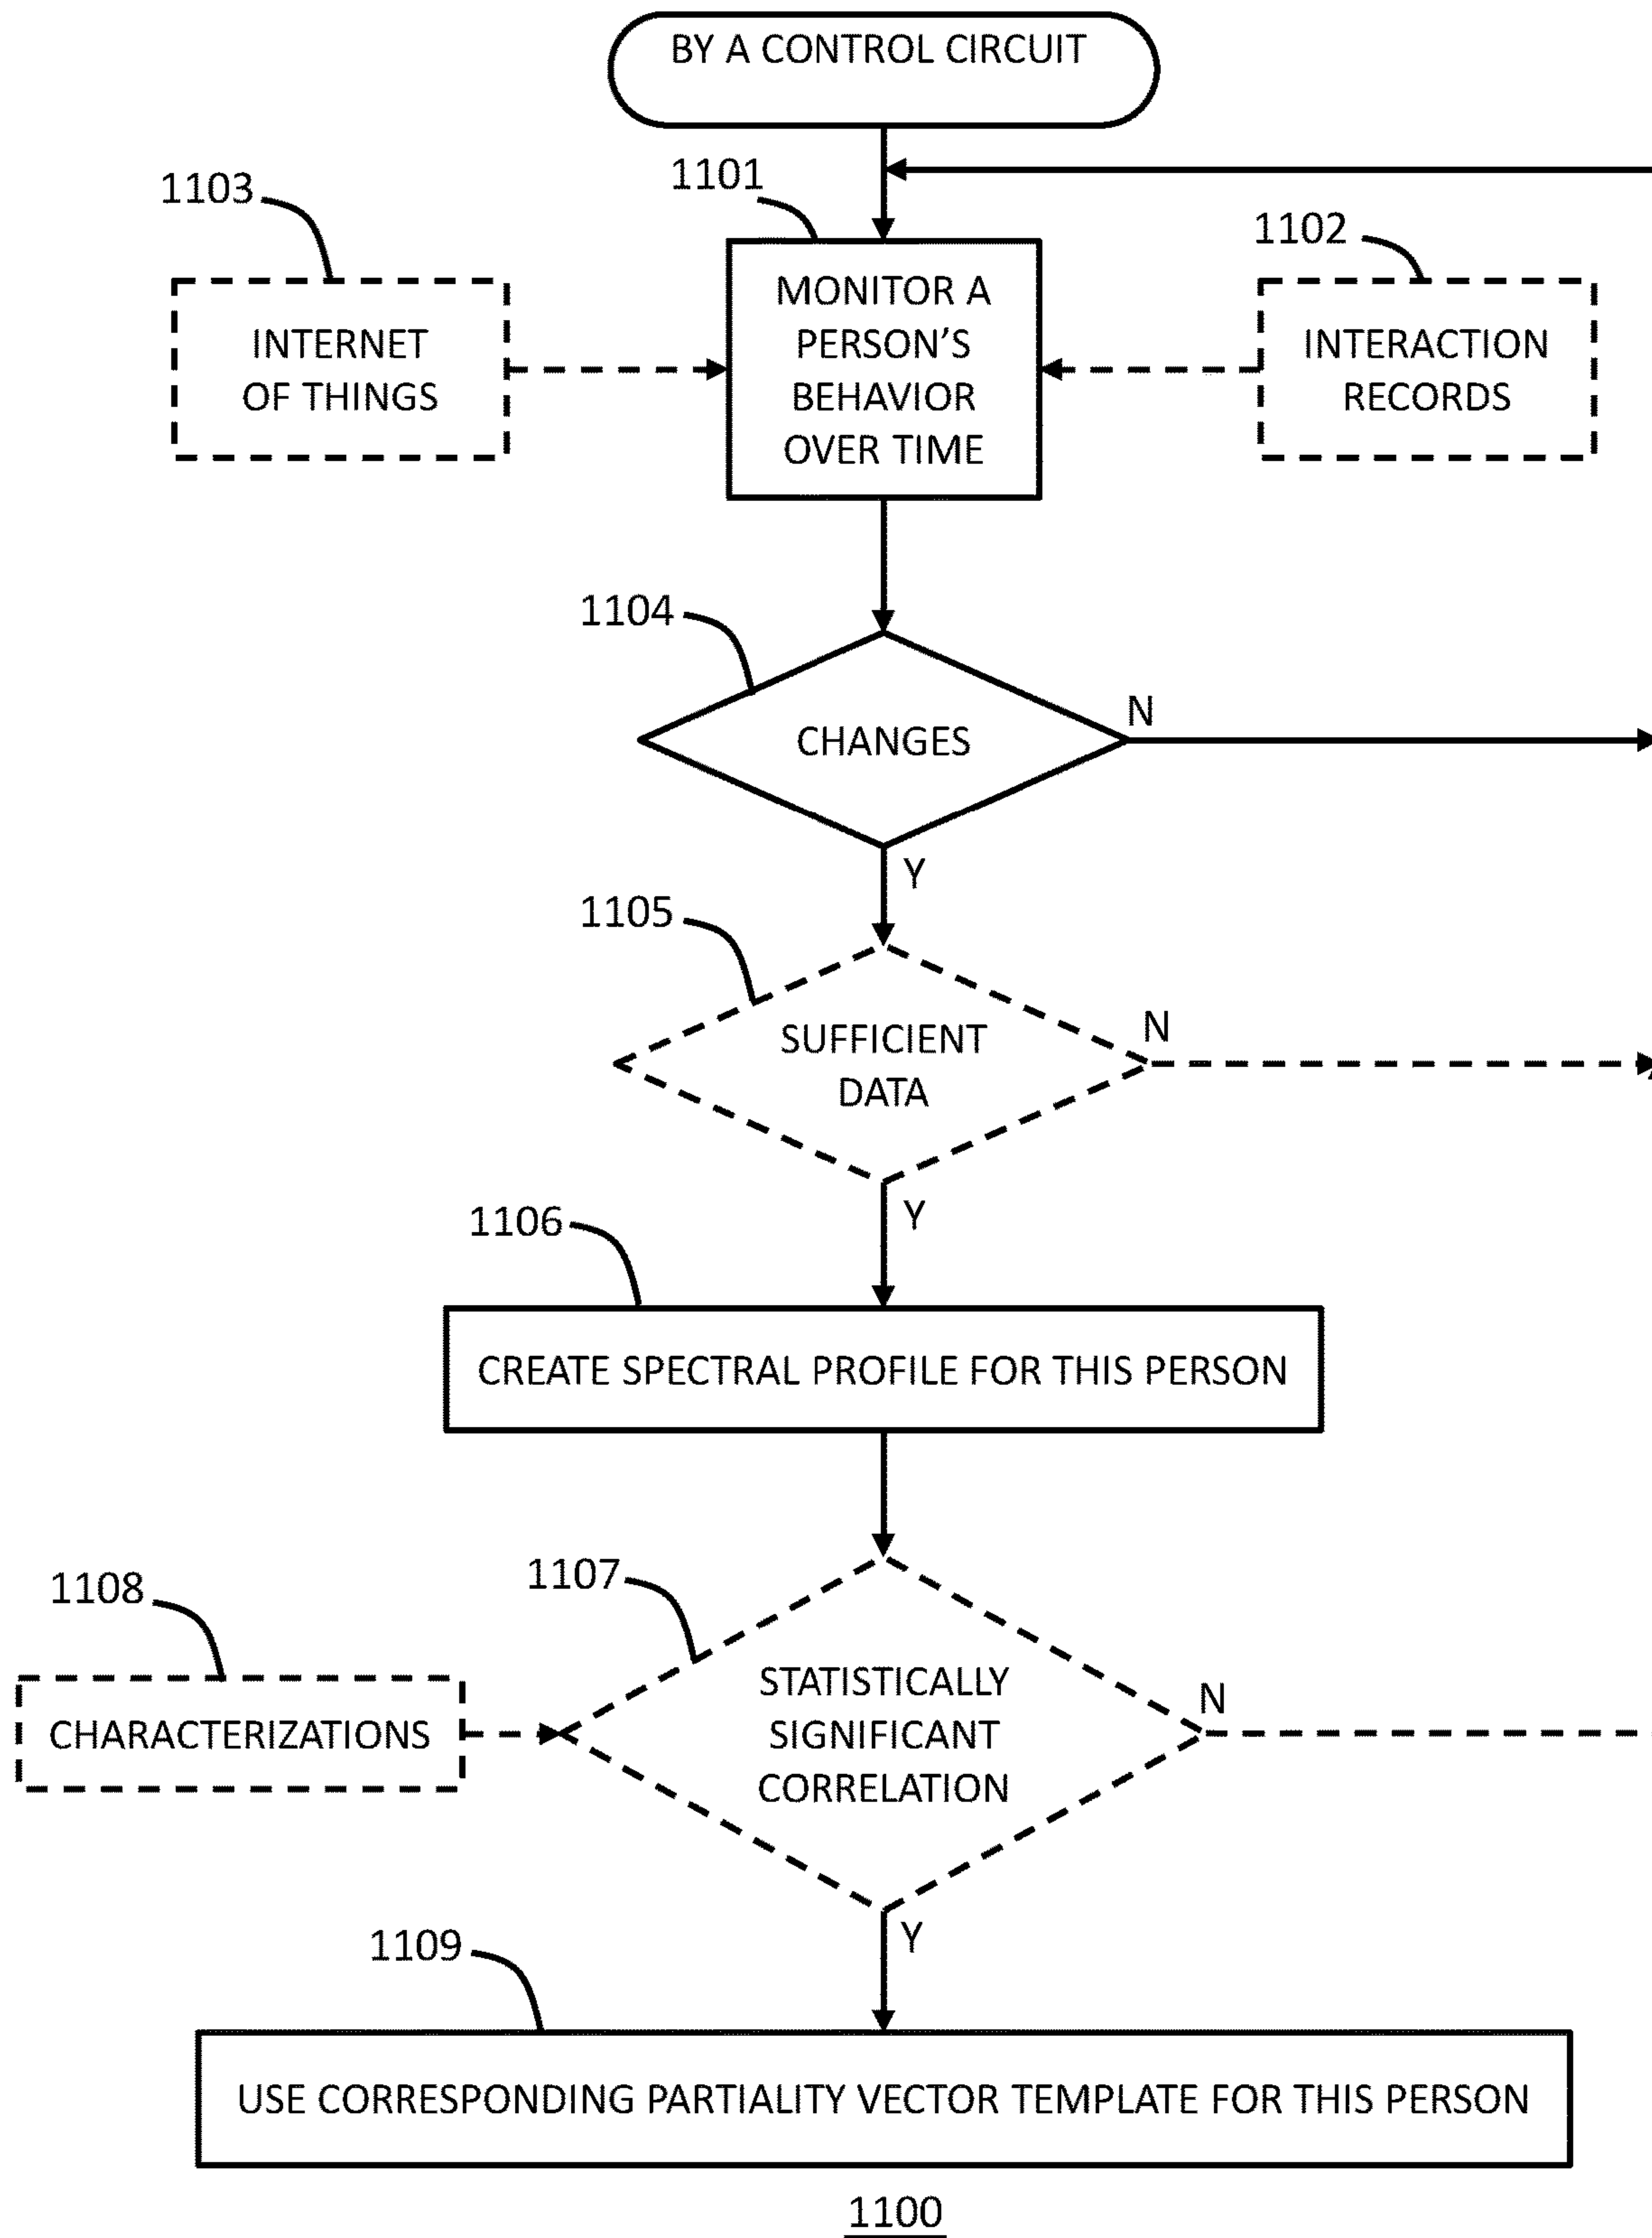 BY A CONTROL CIRCUIT
1103
1101
1102
MONITOR A
PERSON'S
BEHAVIOR
OVER TIME
INTERNET
OF THINGS
INTERACTION
RECORDS
1104
CHANGES
N
Y
1105
SUFFICIENT
DATA
N
Y
1106
CREATE SPECTRAL PROFILE FOR THIS PERSON
1107
1108
CHARACTERIZATIONS
STATISTICALLY
SIGNIFICANT
CORRELATION
N
Y
1109
USE CORRESPONDING PARTIALITY VECTOR TEMPLATE FOR THIS PERSON
1100